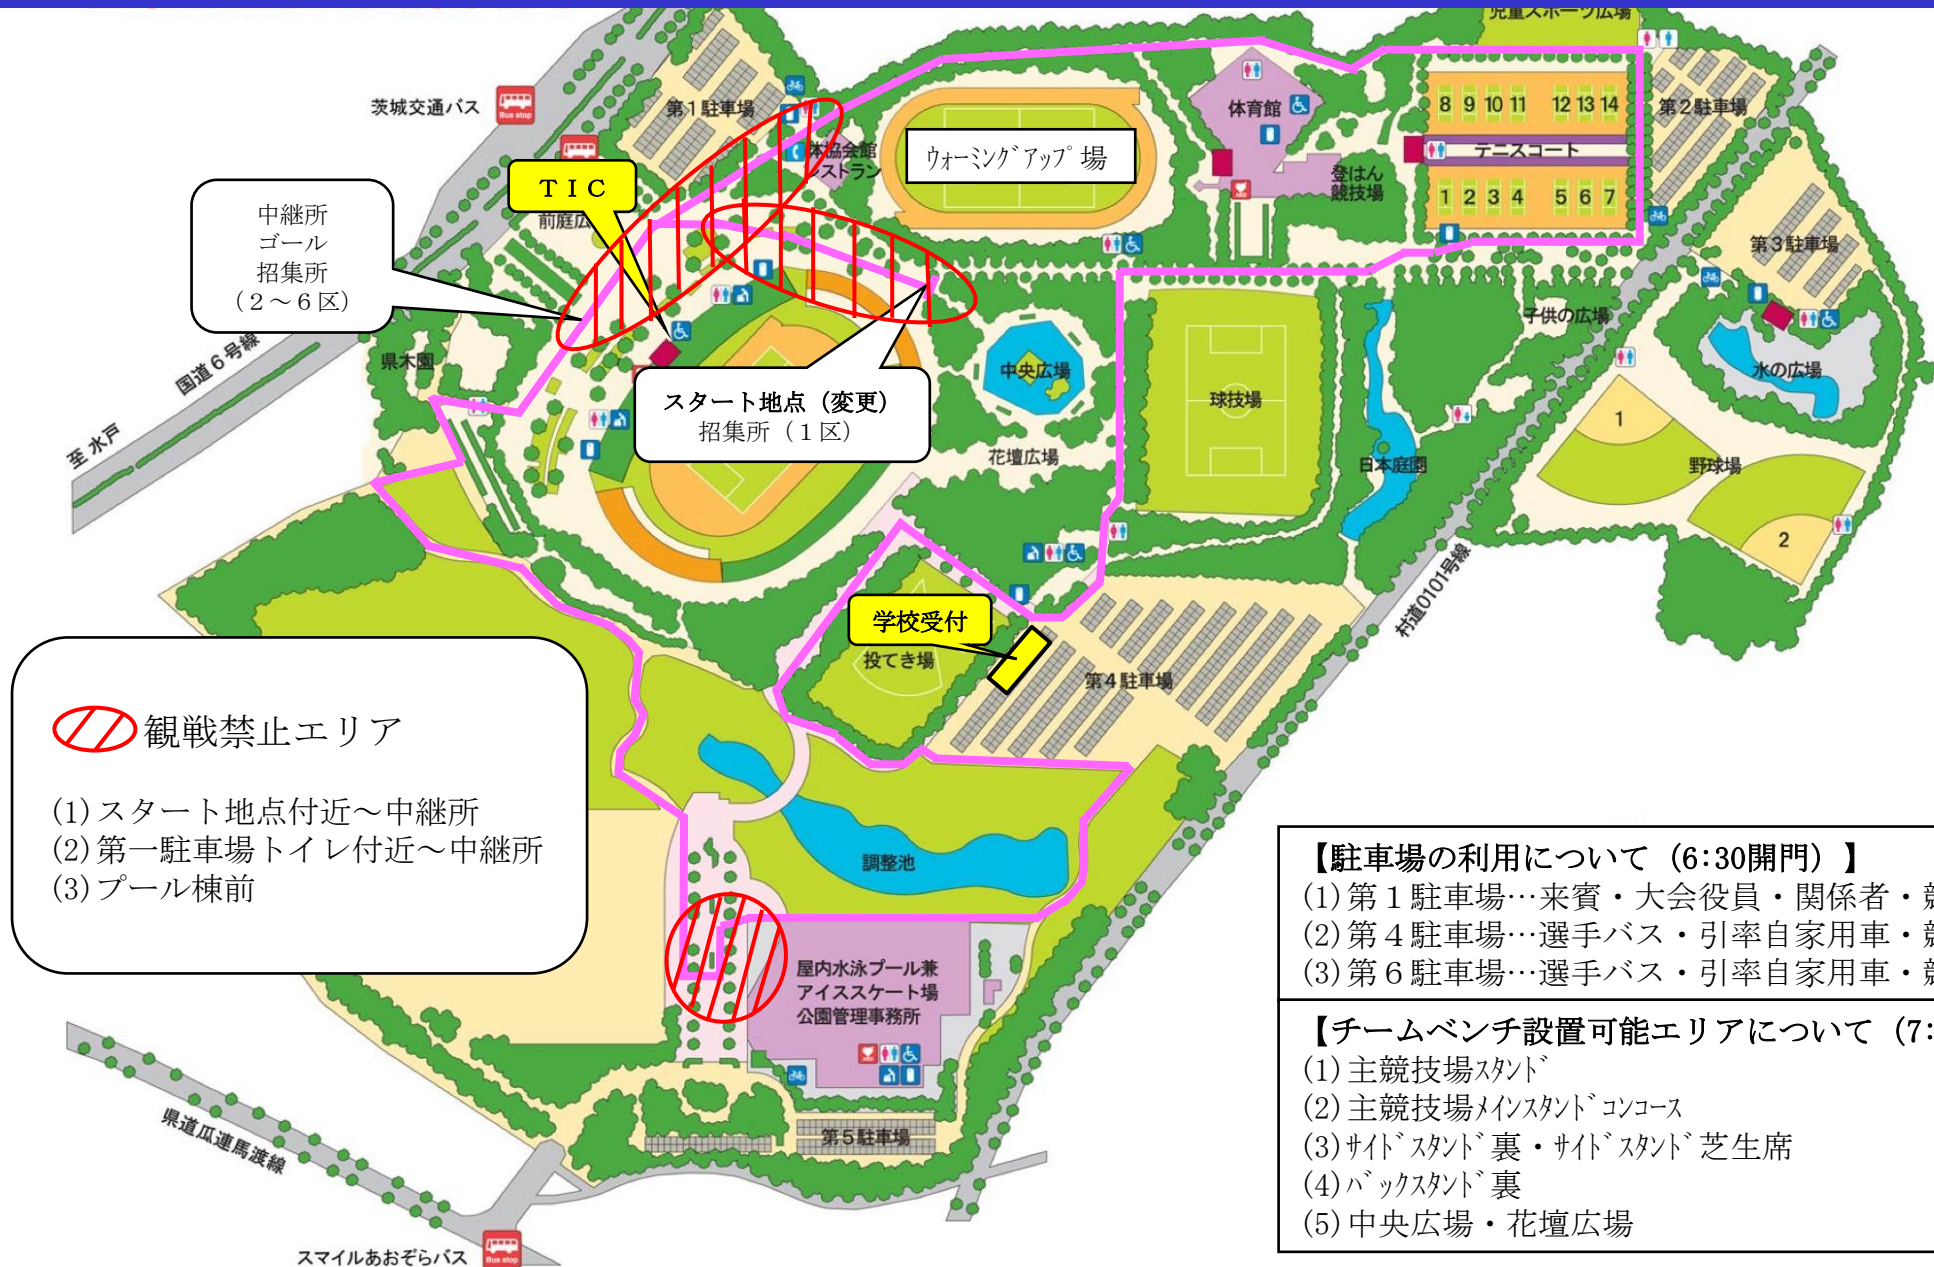 児童スポーツ広場
茨城交通バス
Bus stop
第1駐車場
体育館
8 9 10 11 12 13 14
第2駐車場
ウォーミングアップ場
体協会館
テニスコート
TIC
登はん
競技場
1 2 3 4 5 6 7
中継所
ゴール
招集所
(2~6区)
第3駐車場
国道6号線
県木園
子供の広場
中央広場
水の広場
スタート地点(変更)
招集所(1区)
球技場
至 水戸
花壇広場
日本庭園
1
野球場
2
村道0101号線
学校受付
投てき場
第4駐車場
観戦禁止エリア
(1)スタート地点付近~中継所
(2)第一駐車場トイレ付近~中継所
(3)プール棟前
調整池
【駐車場の利用について(6:30開門)】
(1)第1駐車場…来賓・大会役員・関係者・
(2)第4駐車場…選手バス・引率自家用車・
(3)第6駐車場…選手バス・引率自家用車・
屋内水泳プール兼
アイススケート場
公園管理事務所
【チームベンチ設置可能エリアについて(7:
(1)主競技場スタンド
(2)主競技場メインスタンドコンコース
(3)サイドスタンド裏・サイドスタンド芝生席
(4)バックスタンド裏
(5)中央広場・花壇広場
県道瓜連馬渡線
第5駐車場
スマイルあおぞらバス
Bus stop